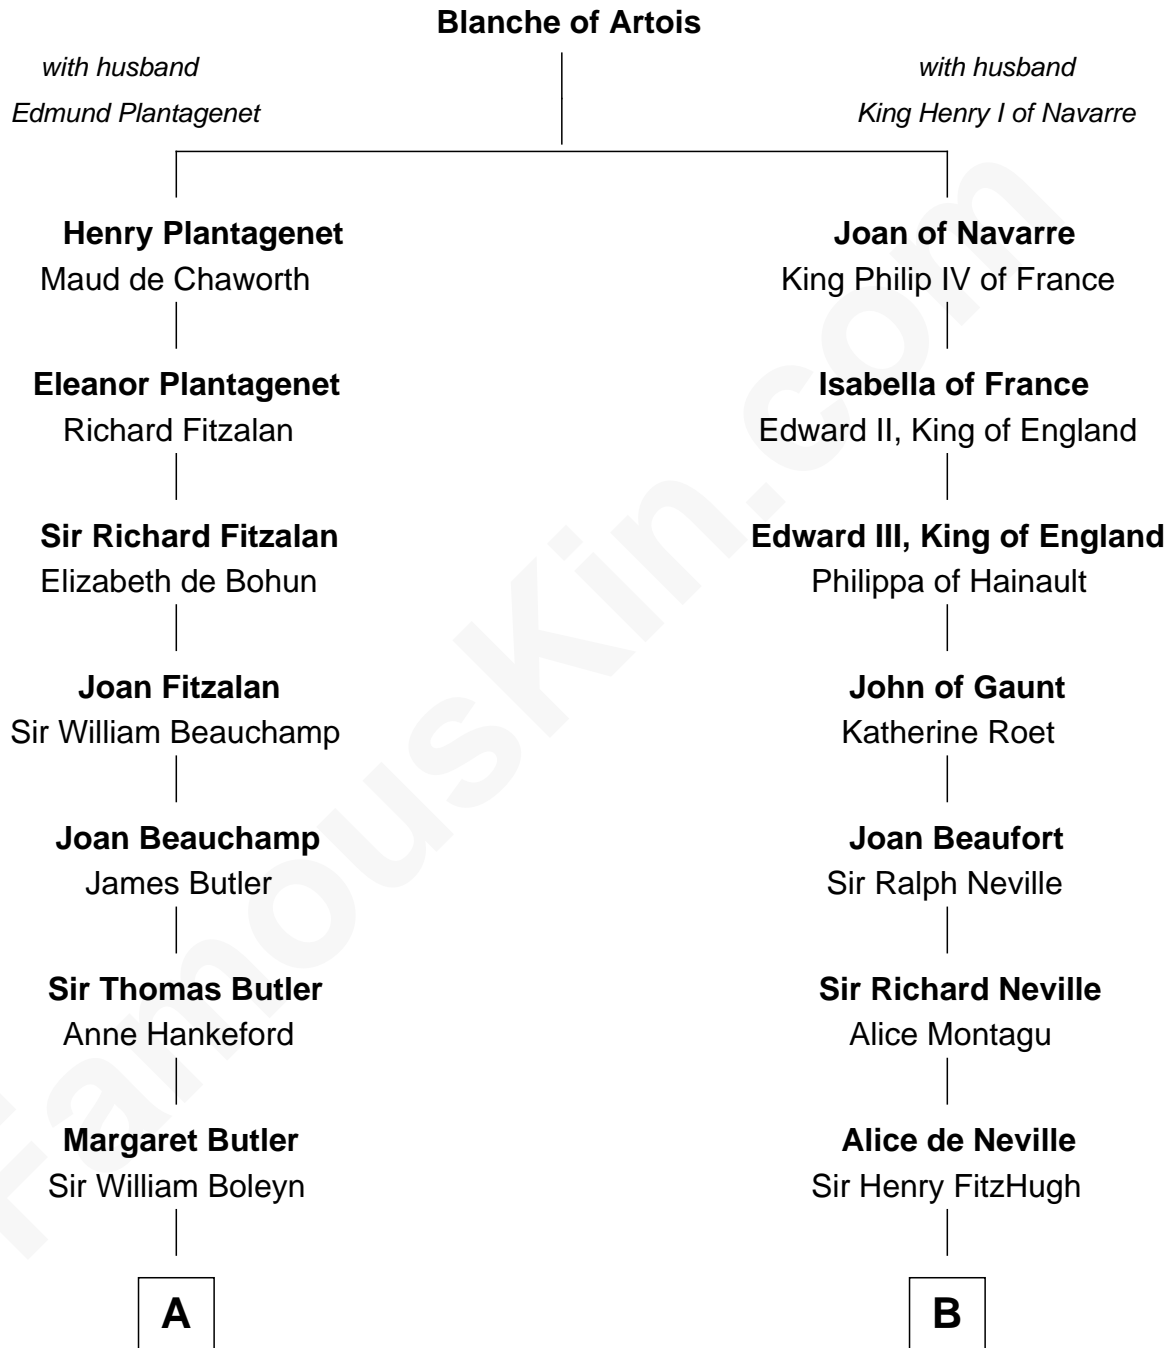 Blanche of Artois
with husband
Edmund Plantagenet
with husband
King Henry I of Navarre
Henry Plantagenet
Maud de Chaworth
Joan of Navarre
King Philip IV of France
Eleanor Plantagenet
Richard Fitzalan
Isabella of France
Edward II, King of England
Sir Richard Fitzalan
Elizabeth de Bohun
Edward III, King of England
Philippa of Hainault
Joan Fitzalan
Sir William Beauchamp
John of Gaunt
Katherine Roet
Joan Beauchamp
James Butler
Joan Beaufort
Sir Ralph Neville
Sir Thomas Butler
Anne Hankeford
Sir Richard Neville
Alice Montagu
Margaret Butler
Sir William Boleyn
Alice de Neville
Sir Henry FitzHugh
A
B
FamousKin.com